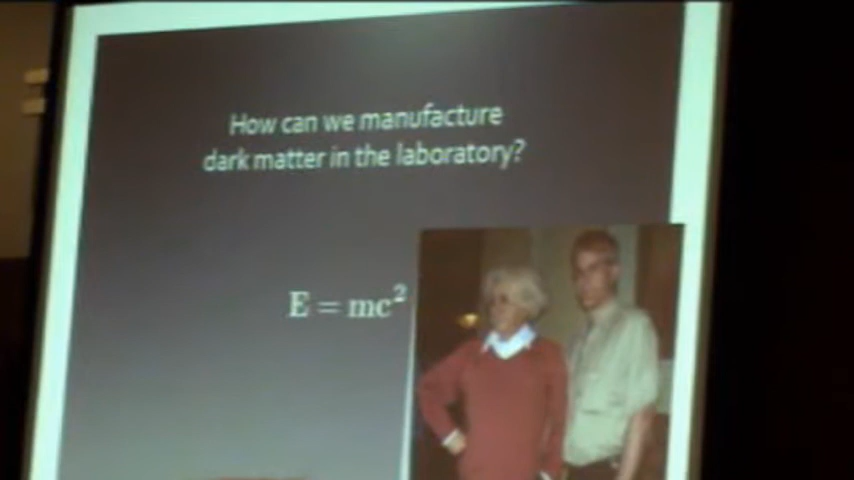 How can we manufacture
dark matter in the laboratory?
E = mc²